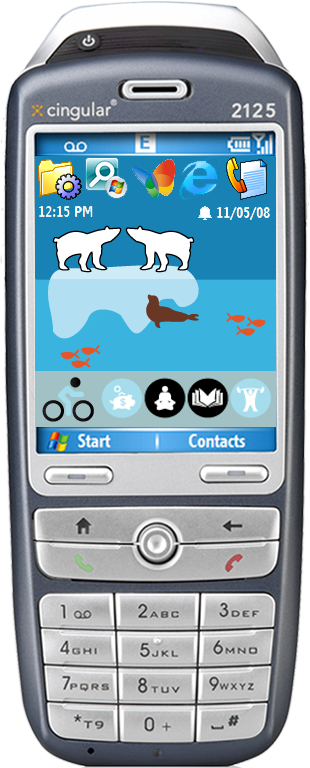 cingular®
2125
E
12:15 PM
11/05/08
Start
Contacts
1
2ABC
3DEF
4GHI
5JKL
6MNO
7PQRS
8TUV
9WXYZ
*T9
0 +
#